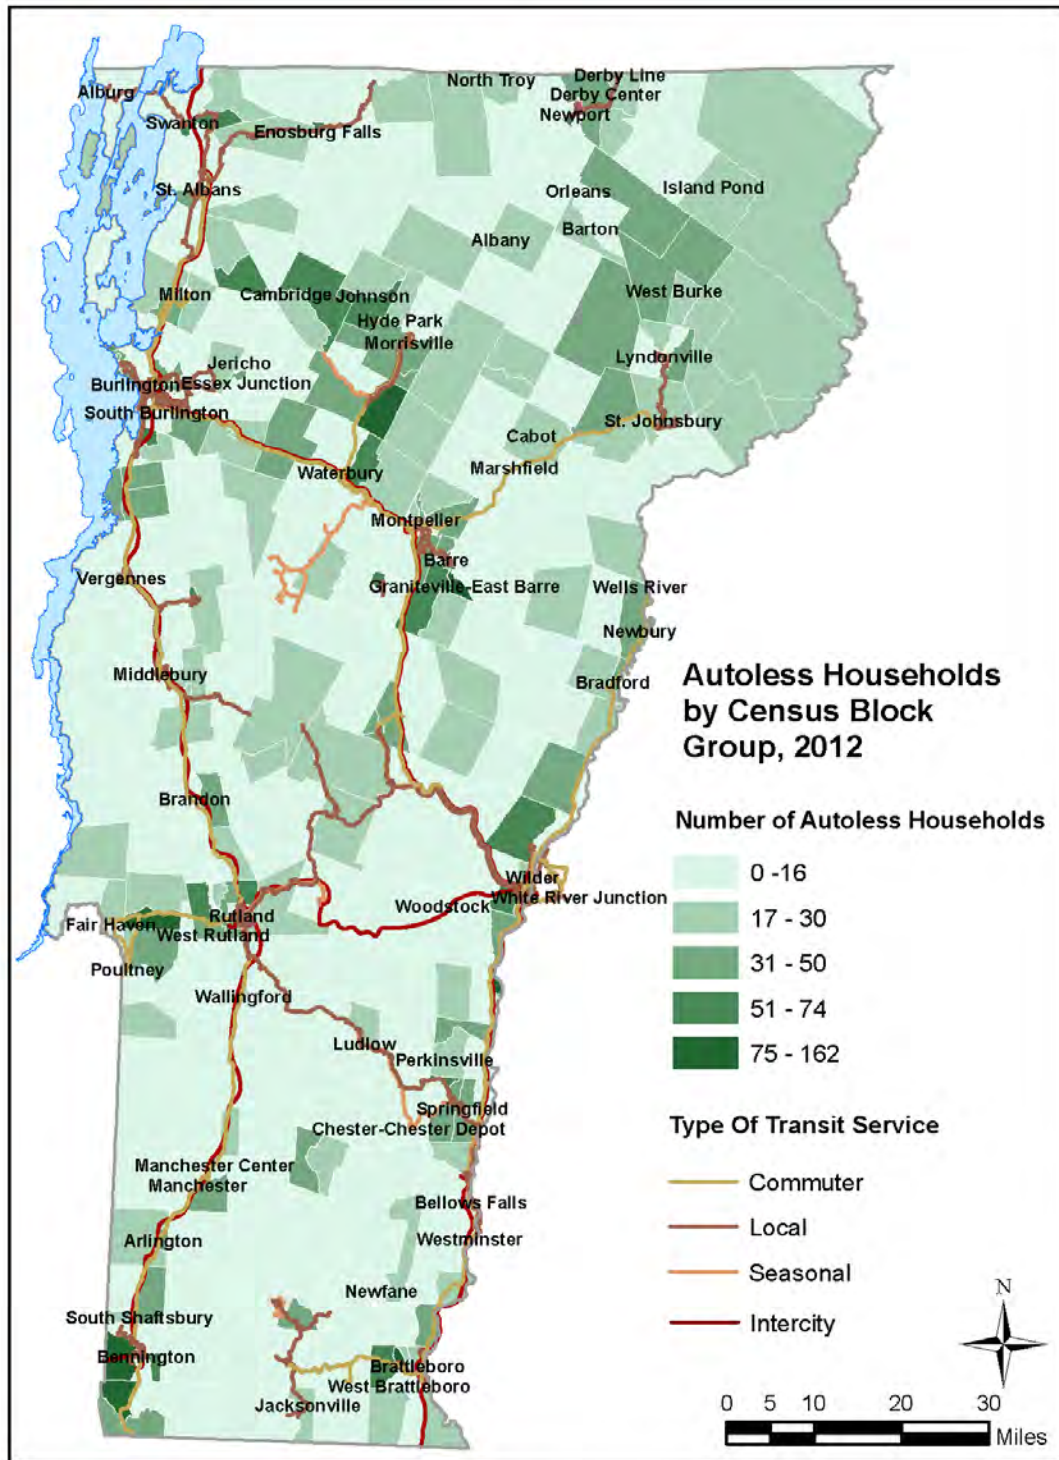 North Troy
Derby Line
Derby Center
Newport
Alburg
Swanton
Enosburg Falls
St. Albans
Orleans
Island Pond
Barton
Albany
Milton
Cambridge
Johnson
West Burke
Hyde Park
Morrisville
Lyndonville
Jericho
Burlington
Essex Junction
South Burlington
St. Johnsbury
Cabot
Marshfield
Waterbury
Montpelier
Barre
Graniteville-East Barre
Wells River
Vergennes
Newbury
Middlebury
Bradford
Brandon
Wilder
White River Junction
Woodstock
Rutland
Fair Haven
West Rutland
Poultney
Wallingford
Ludlow
Perkinsville
Springfield
Chester-Chester Depot
Manchester Center
Manchester
Bellows Falls
Westminster
Arlington
Newfane
South Shaftsbury
Bennington
Brattleboro
West Brattleboro
Jacksonville
Autoless Households
by Census Block
Group, 2012
Number of Autoless Households
0 -16
17 - 30
31 - 50
51 - 74
75 - 162
Type Of Transit Service
Commuter
Local
Seasonal
Intercity
N
0 5 10 20 30
Miles